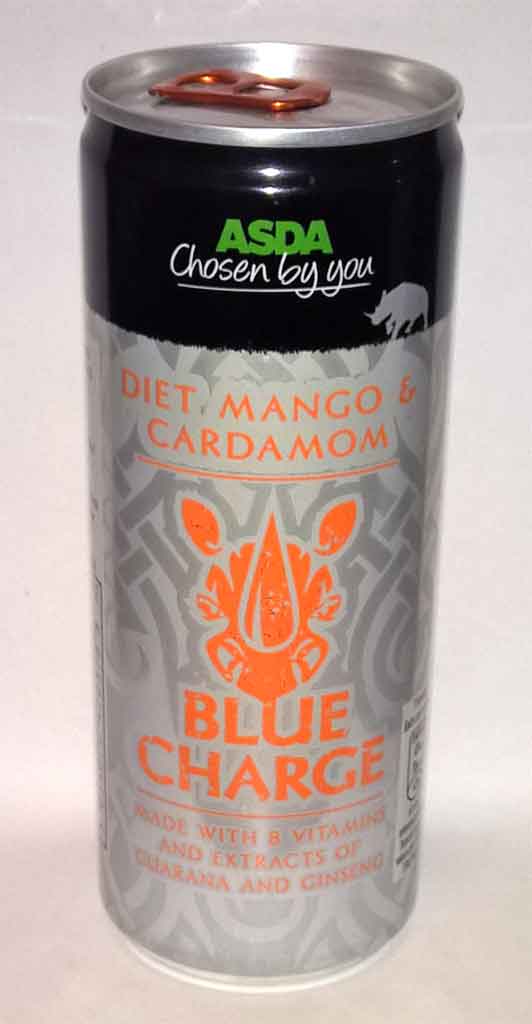 ASDA
Chosen by you
DIET MANGO &
CARDAMOM
BLUE
CHARGE
MADE WITH 8 VITAMINS
AND EXTRACTS OF
GUARANA AND GINSENG